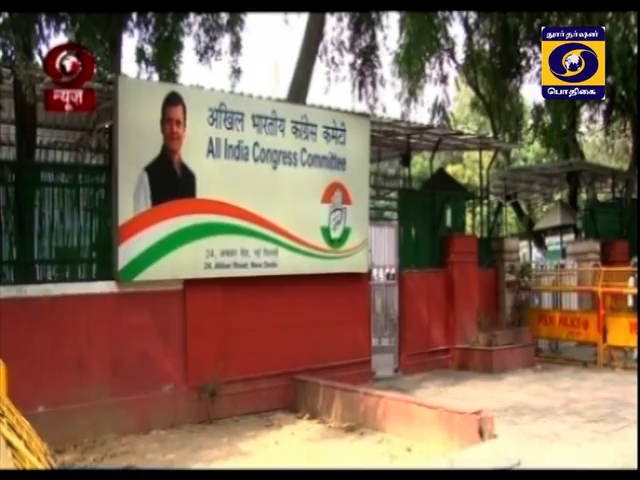 न्यूज़
தூர்தர்ஷன்
பொதிகை
अखिल भारतीय कांग्रेस कमेटी
All India Congress Committee
24, अकबर रोड, नई दिल्ली
24, Akbar Road, New Delhi